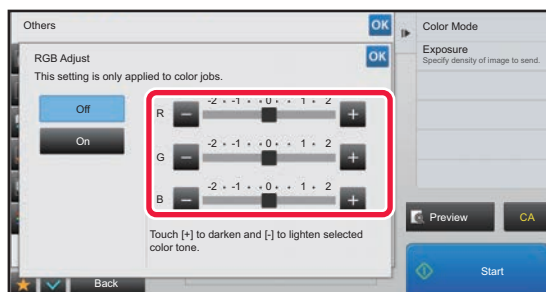 Others
OK
Color Mode
Exposure
Specify density of image to send.
RGB Adjust
OK
This setting is only applied to color jobs.
Off
On
-2 • -1 • • 0 • • 1 • 2
R − +
-2 • -1 • • 0 • • 1 • 2
G − +
-2 • -1 • • 0 • • 1 • 2
B − +
Touch [+] to darken and [-] to lighten selected
color tone.
Preview
CA
Back
Start